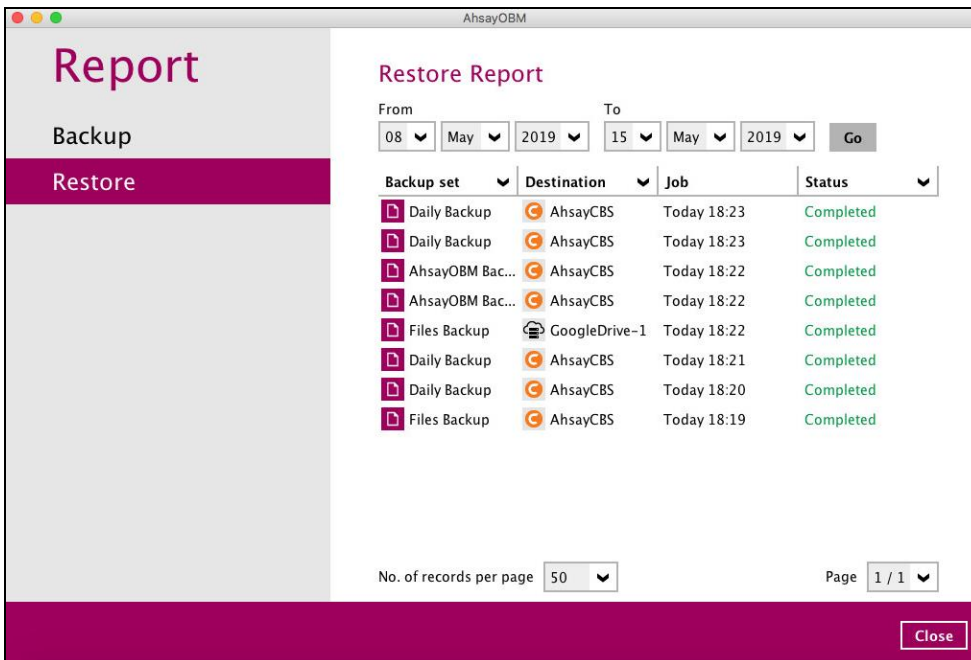 AhsayOBM
Report
Backup
Restore
Restore Report
From To
08 May 2019 15 May 2019 Go
Backup set Destination Job Status
Daily Backup AhsayCBS Today 18:23 Completed
Daily Backup AhsayCBS Today 18:23 Completed
AhsayOBM Bac... AhsayCBS Today 18:22 Completed
AhsayOBM Bac... AhsayCBS Today 18:22 Completed
Files Backup GoogleDrive-1 Today 18:22 Completed
Daily Backup AhsayCBS Today 18:21 Completed
Daily Backup AhsayCBS Today 18:20 Completed
Files Backup AhsayCBS Today 18:19 Completed
No. of records per page 50 Page 1 / 1
Close